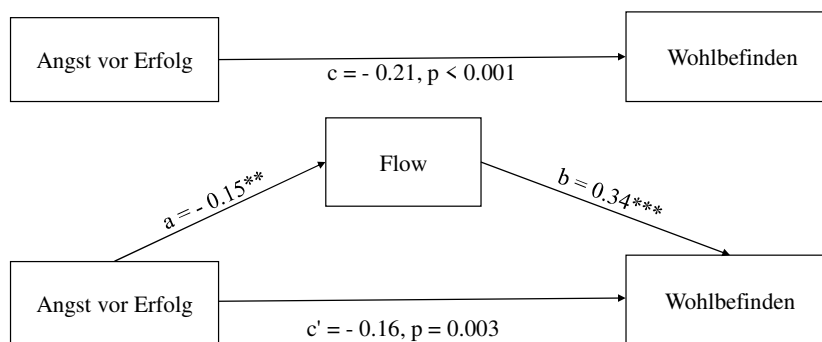 Angst vor Erfolg
Wohlbefinden
c = - 0.21, p < 0.001
Flow
a = - 0.15**
b = 0.34***
Angst vor Erfolg
Wohlbefinden
c' = - 0.16, p = 0.003